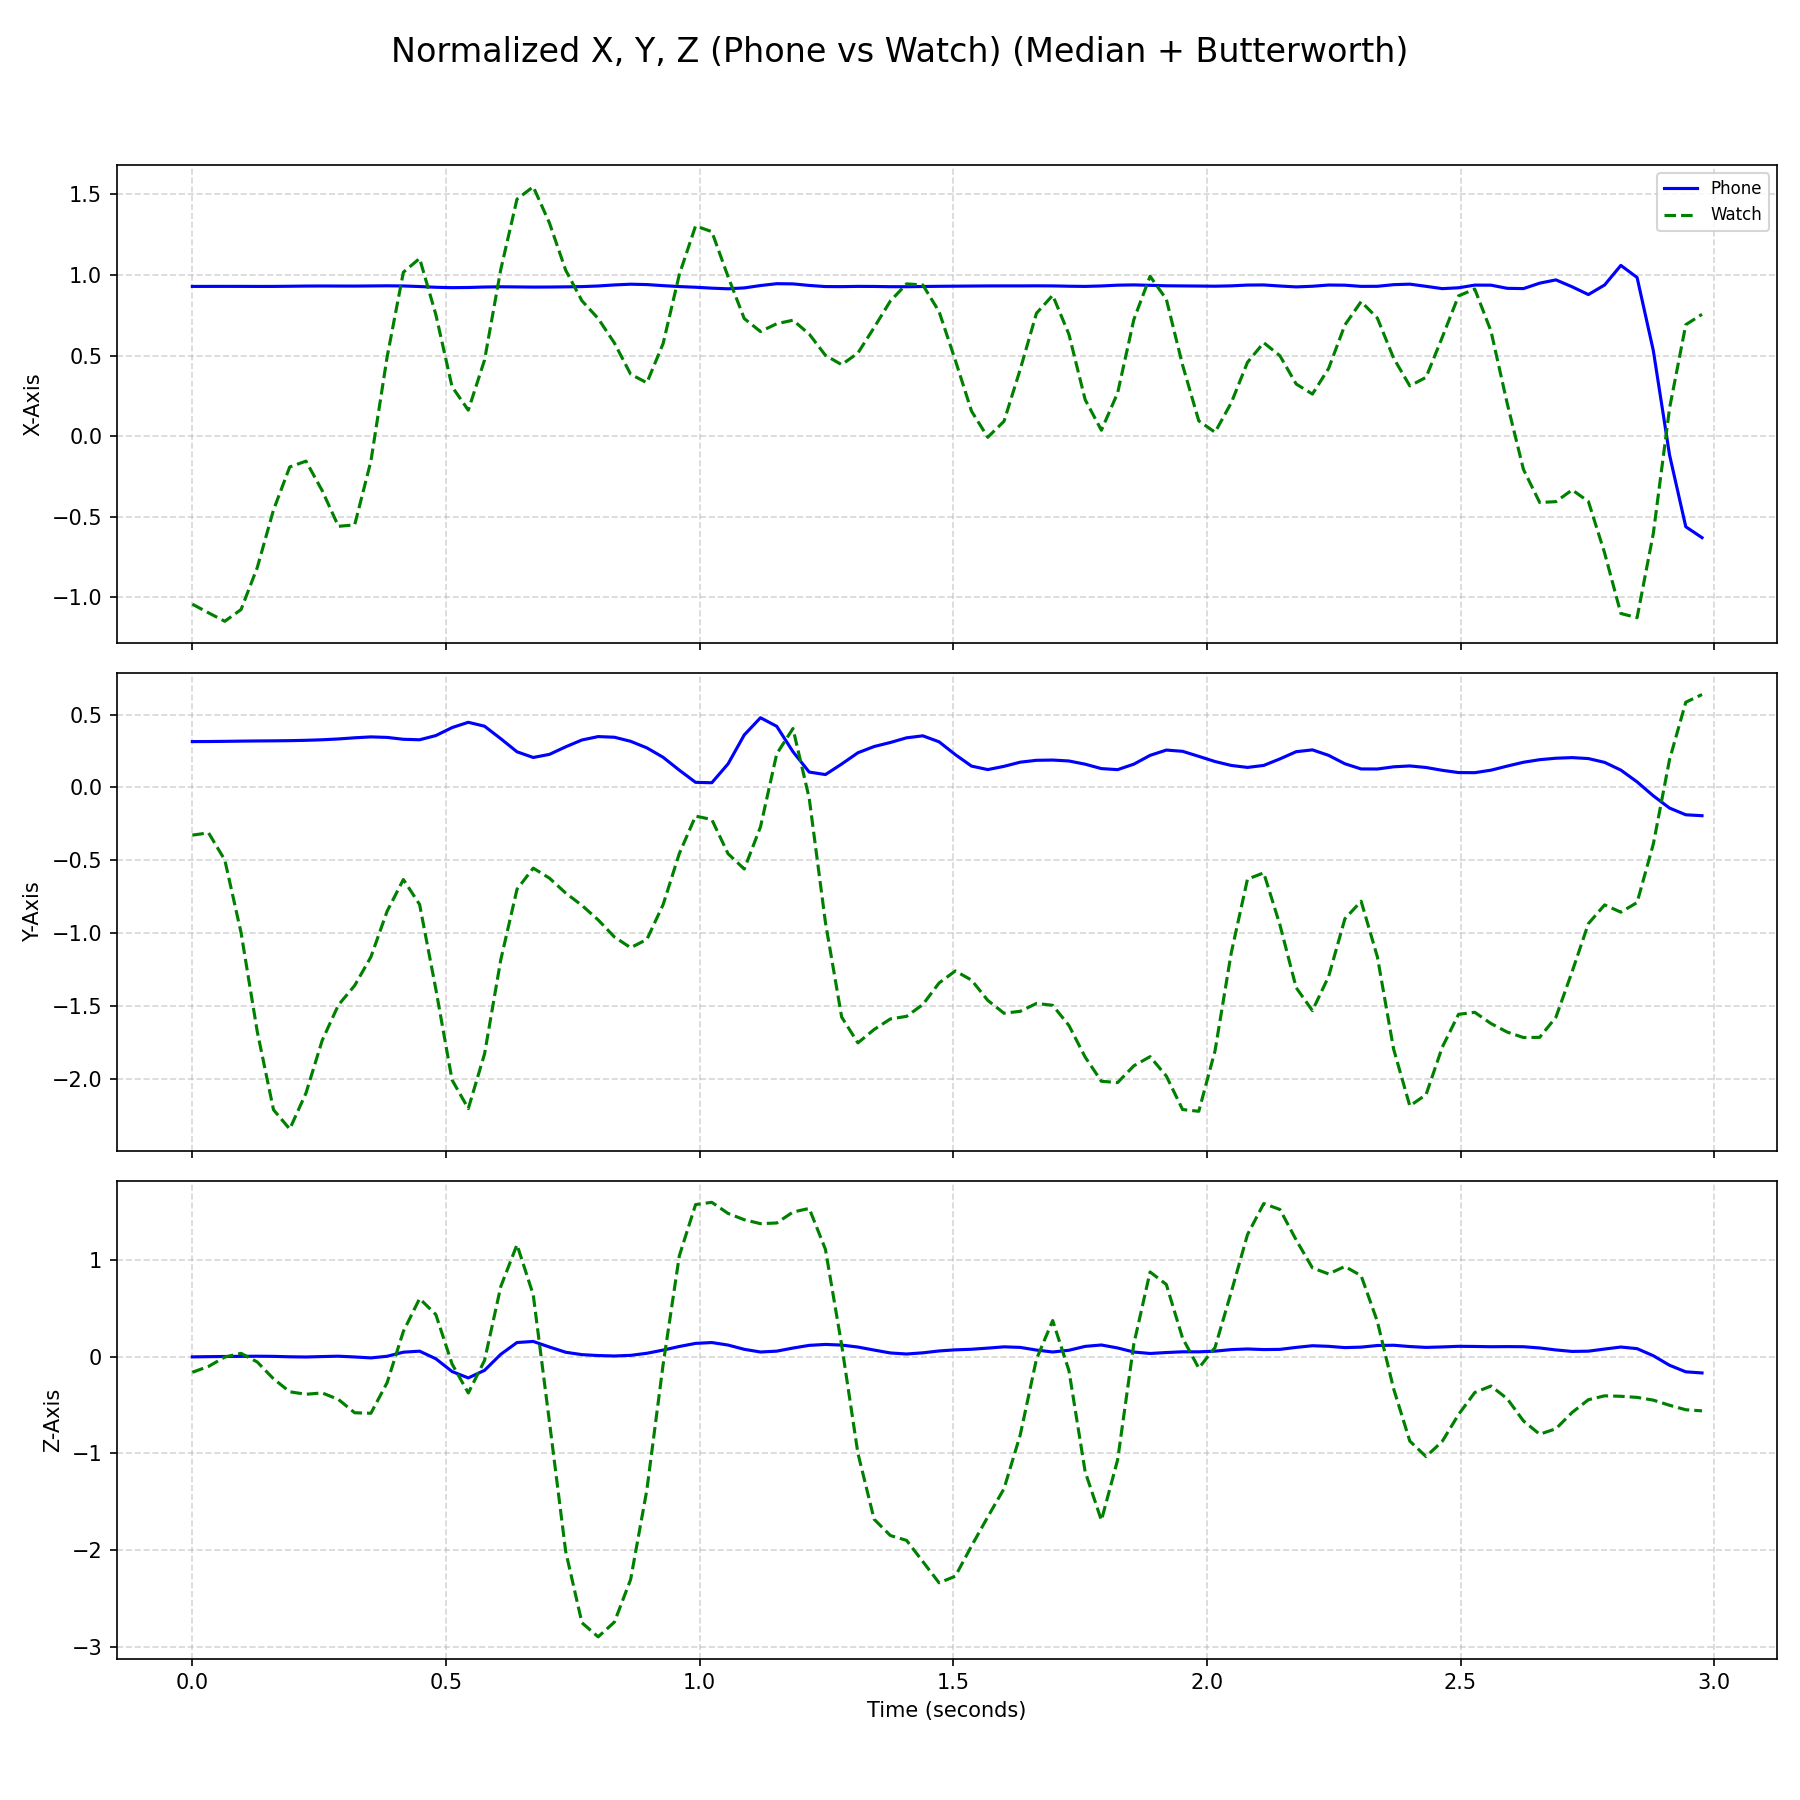 Normalized X, Y, Z (Phone vs Watch) (Median + Butterworth)
Phone
Watch
1.5
1.0
0.5
0.0
−0.5
−1.0
X-Axis
0.5
0.0
−0.5
−1.0
−1.5
−2.0
Y-Axis
1
0
−1
−2
−3
Z-Axis
0.0 0.5 1.0 1.5 2.0 2.5 3.0
Time (seconds)